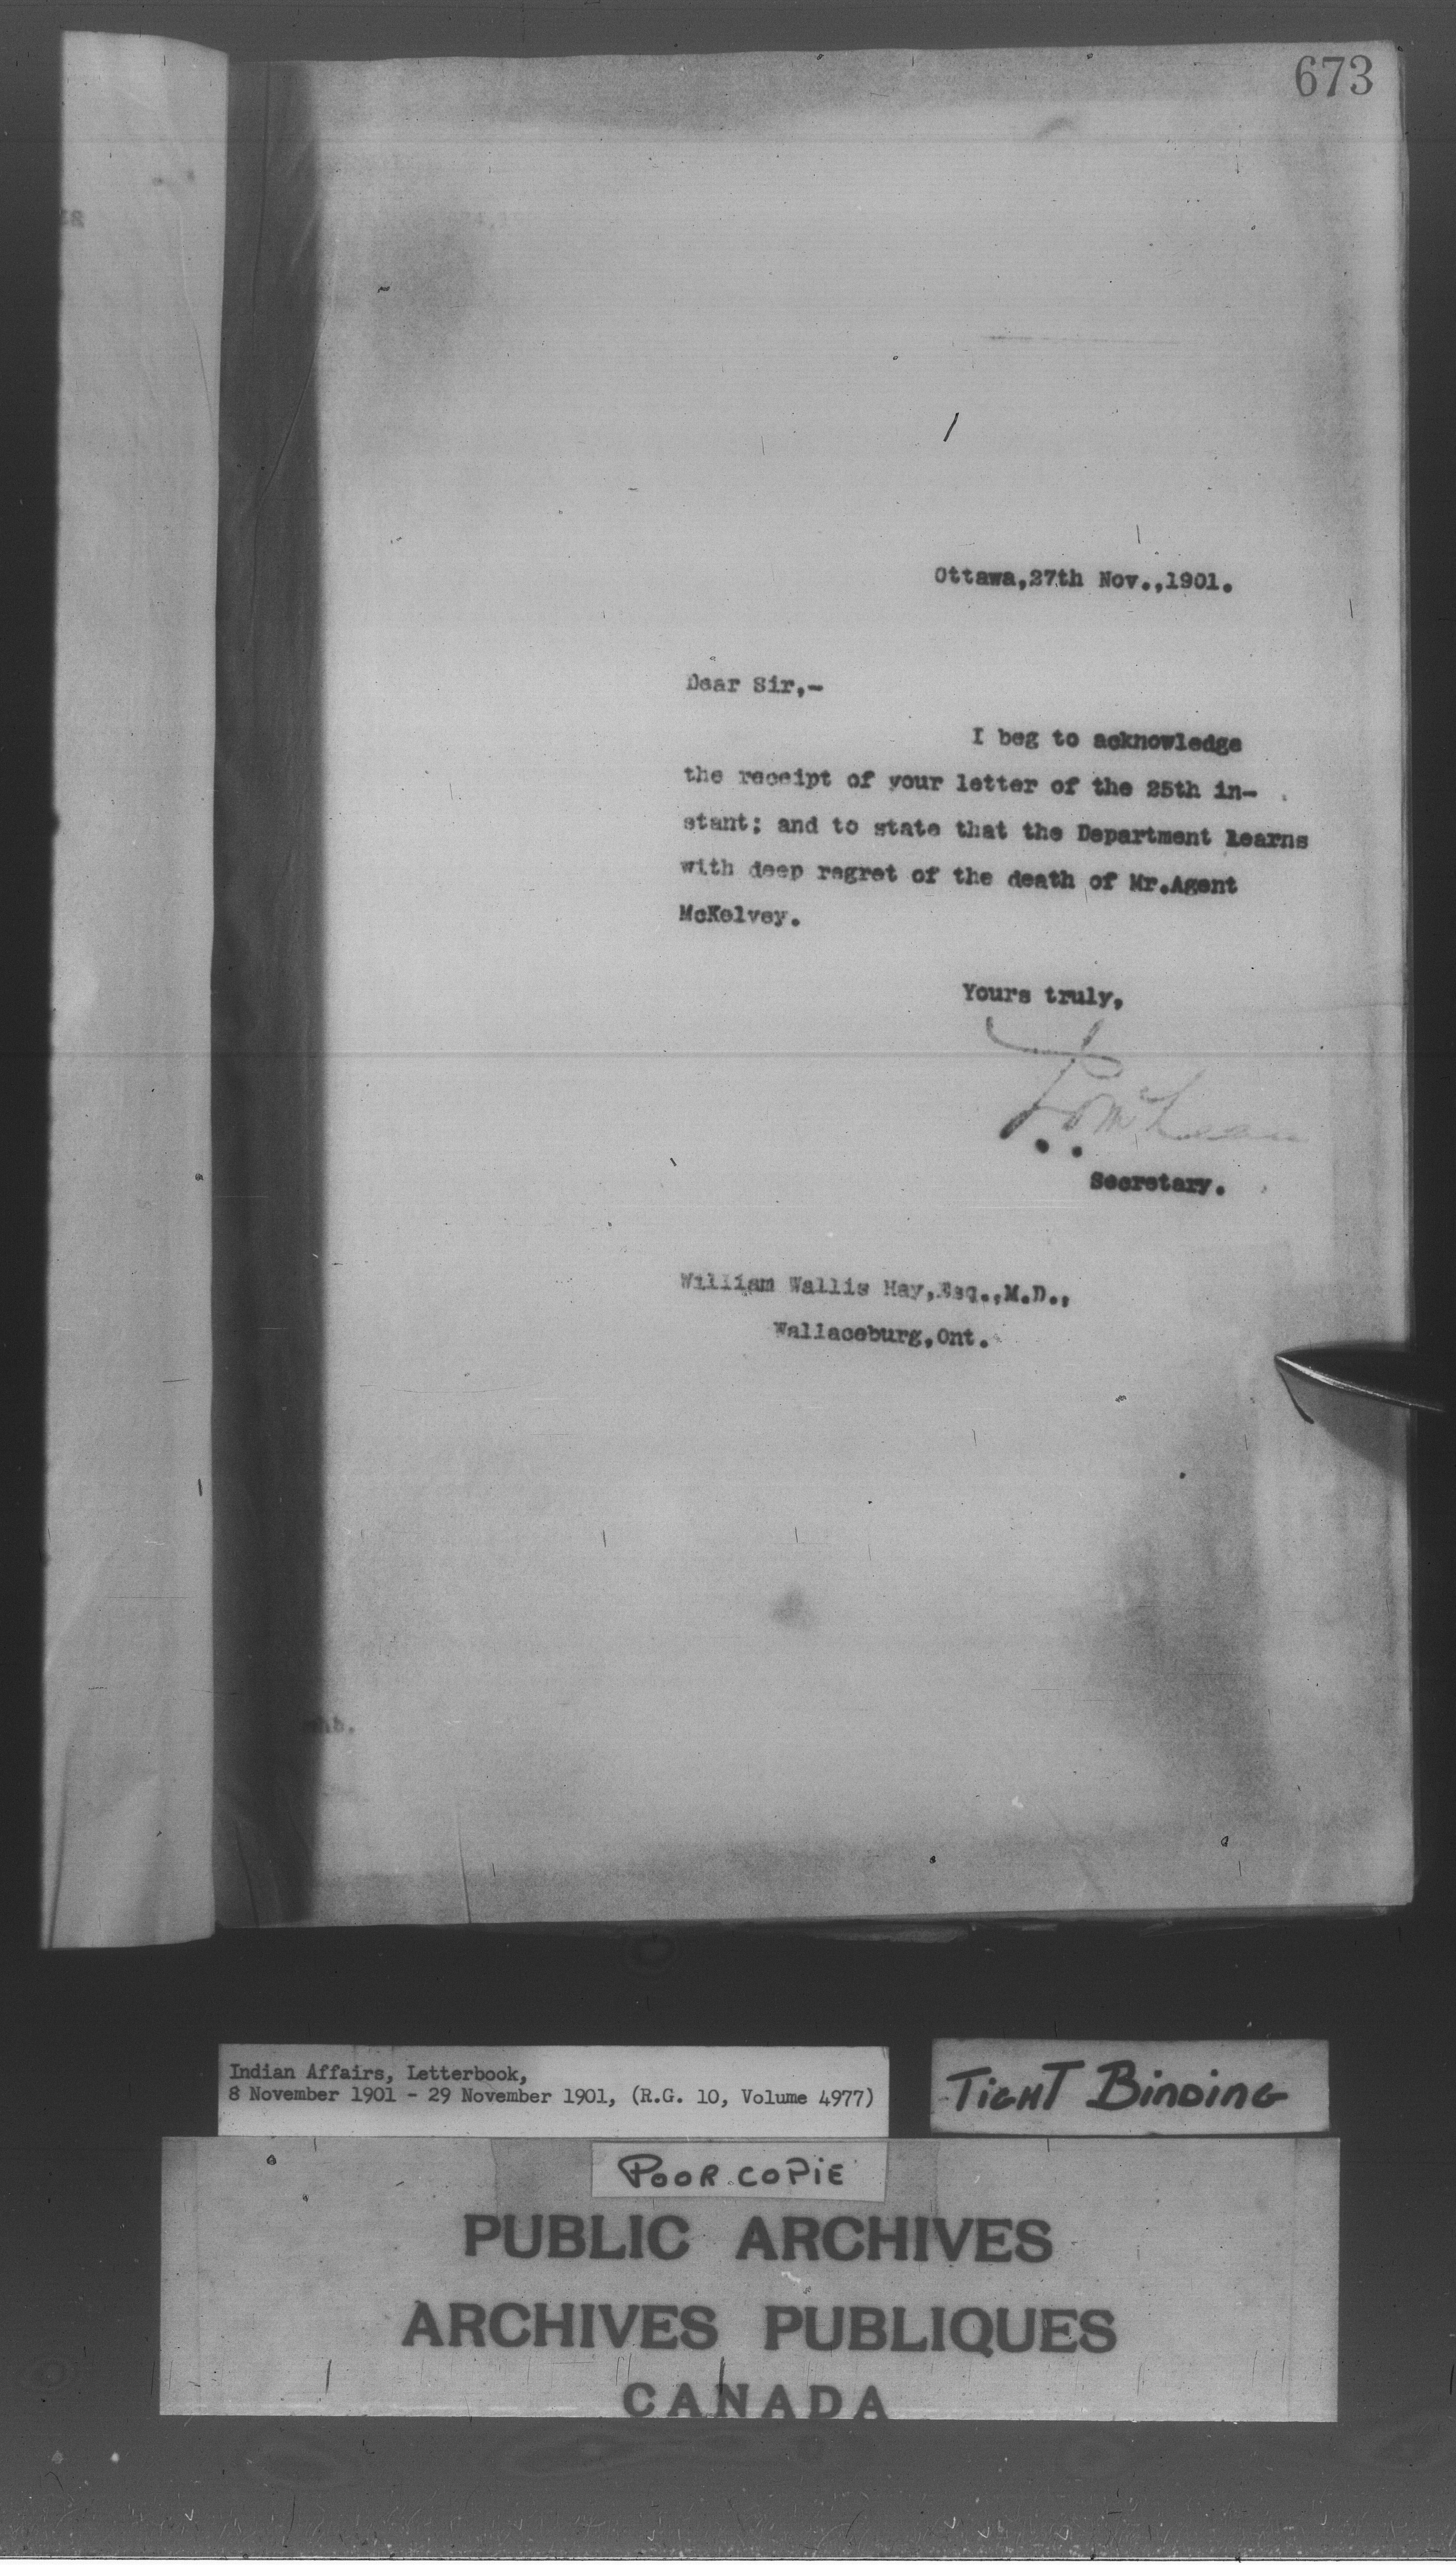 673
Ottawa,27th Nov.,1901.
Dear Sir,-
I beg to acknowledge
the receipt of your letter of the 25th in-
stant; and to state that the Department learns
with deep regret of the death of Mr.Agent
McKelvey.
Yours truly,
McLean
Secretary.
William Wallis Hay,Esq.,M.D.,
Wallaceburg,Ont.
Indian Affairs, Letterbook,
8 November 1901 - 29 November 1901, (R.G. 10, Volume 4977)
TIGHT BINDING
POOR COPIE
PUBLIC ARCHIVES
ARCHIVES PUBLIQUES
CANADA